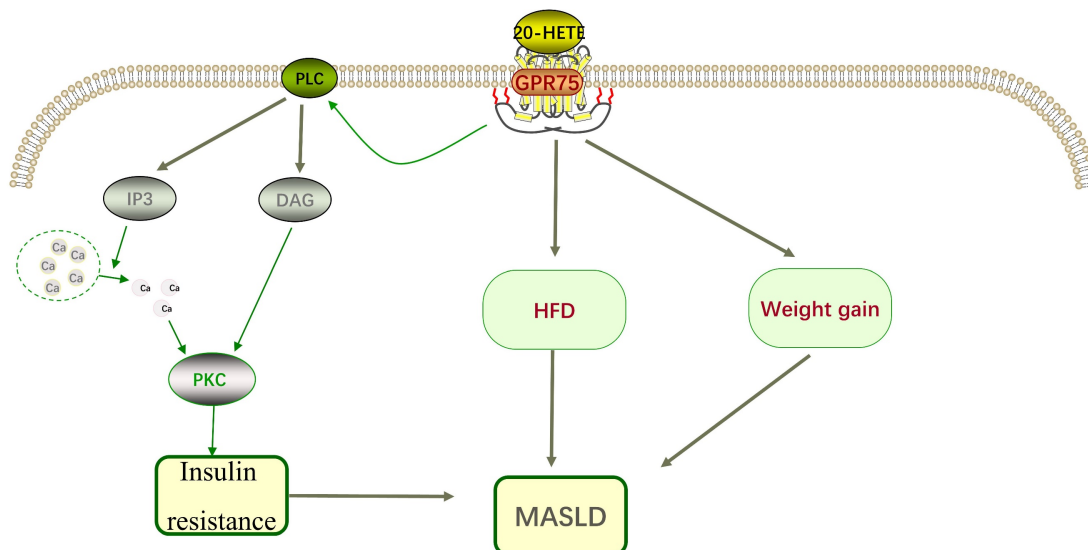 20-HETE
PLC
GPR75
IP3
DAG
Ca
Ca
Ca
Ca
Ca
Ca
Ca
Ca
HFD
Weight gain
PKC
Insulin
resistance
MASLD